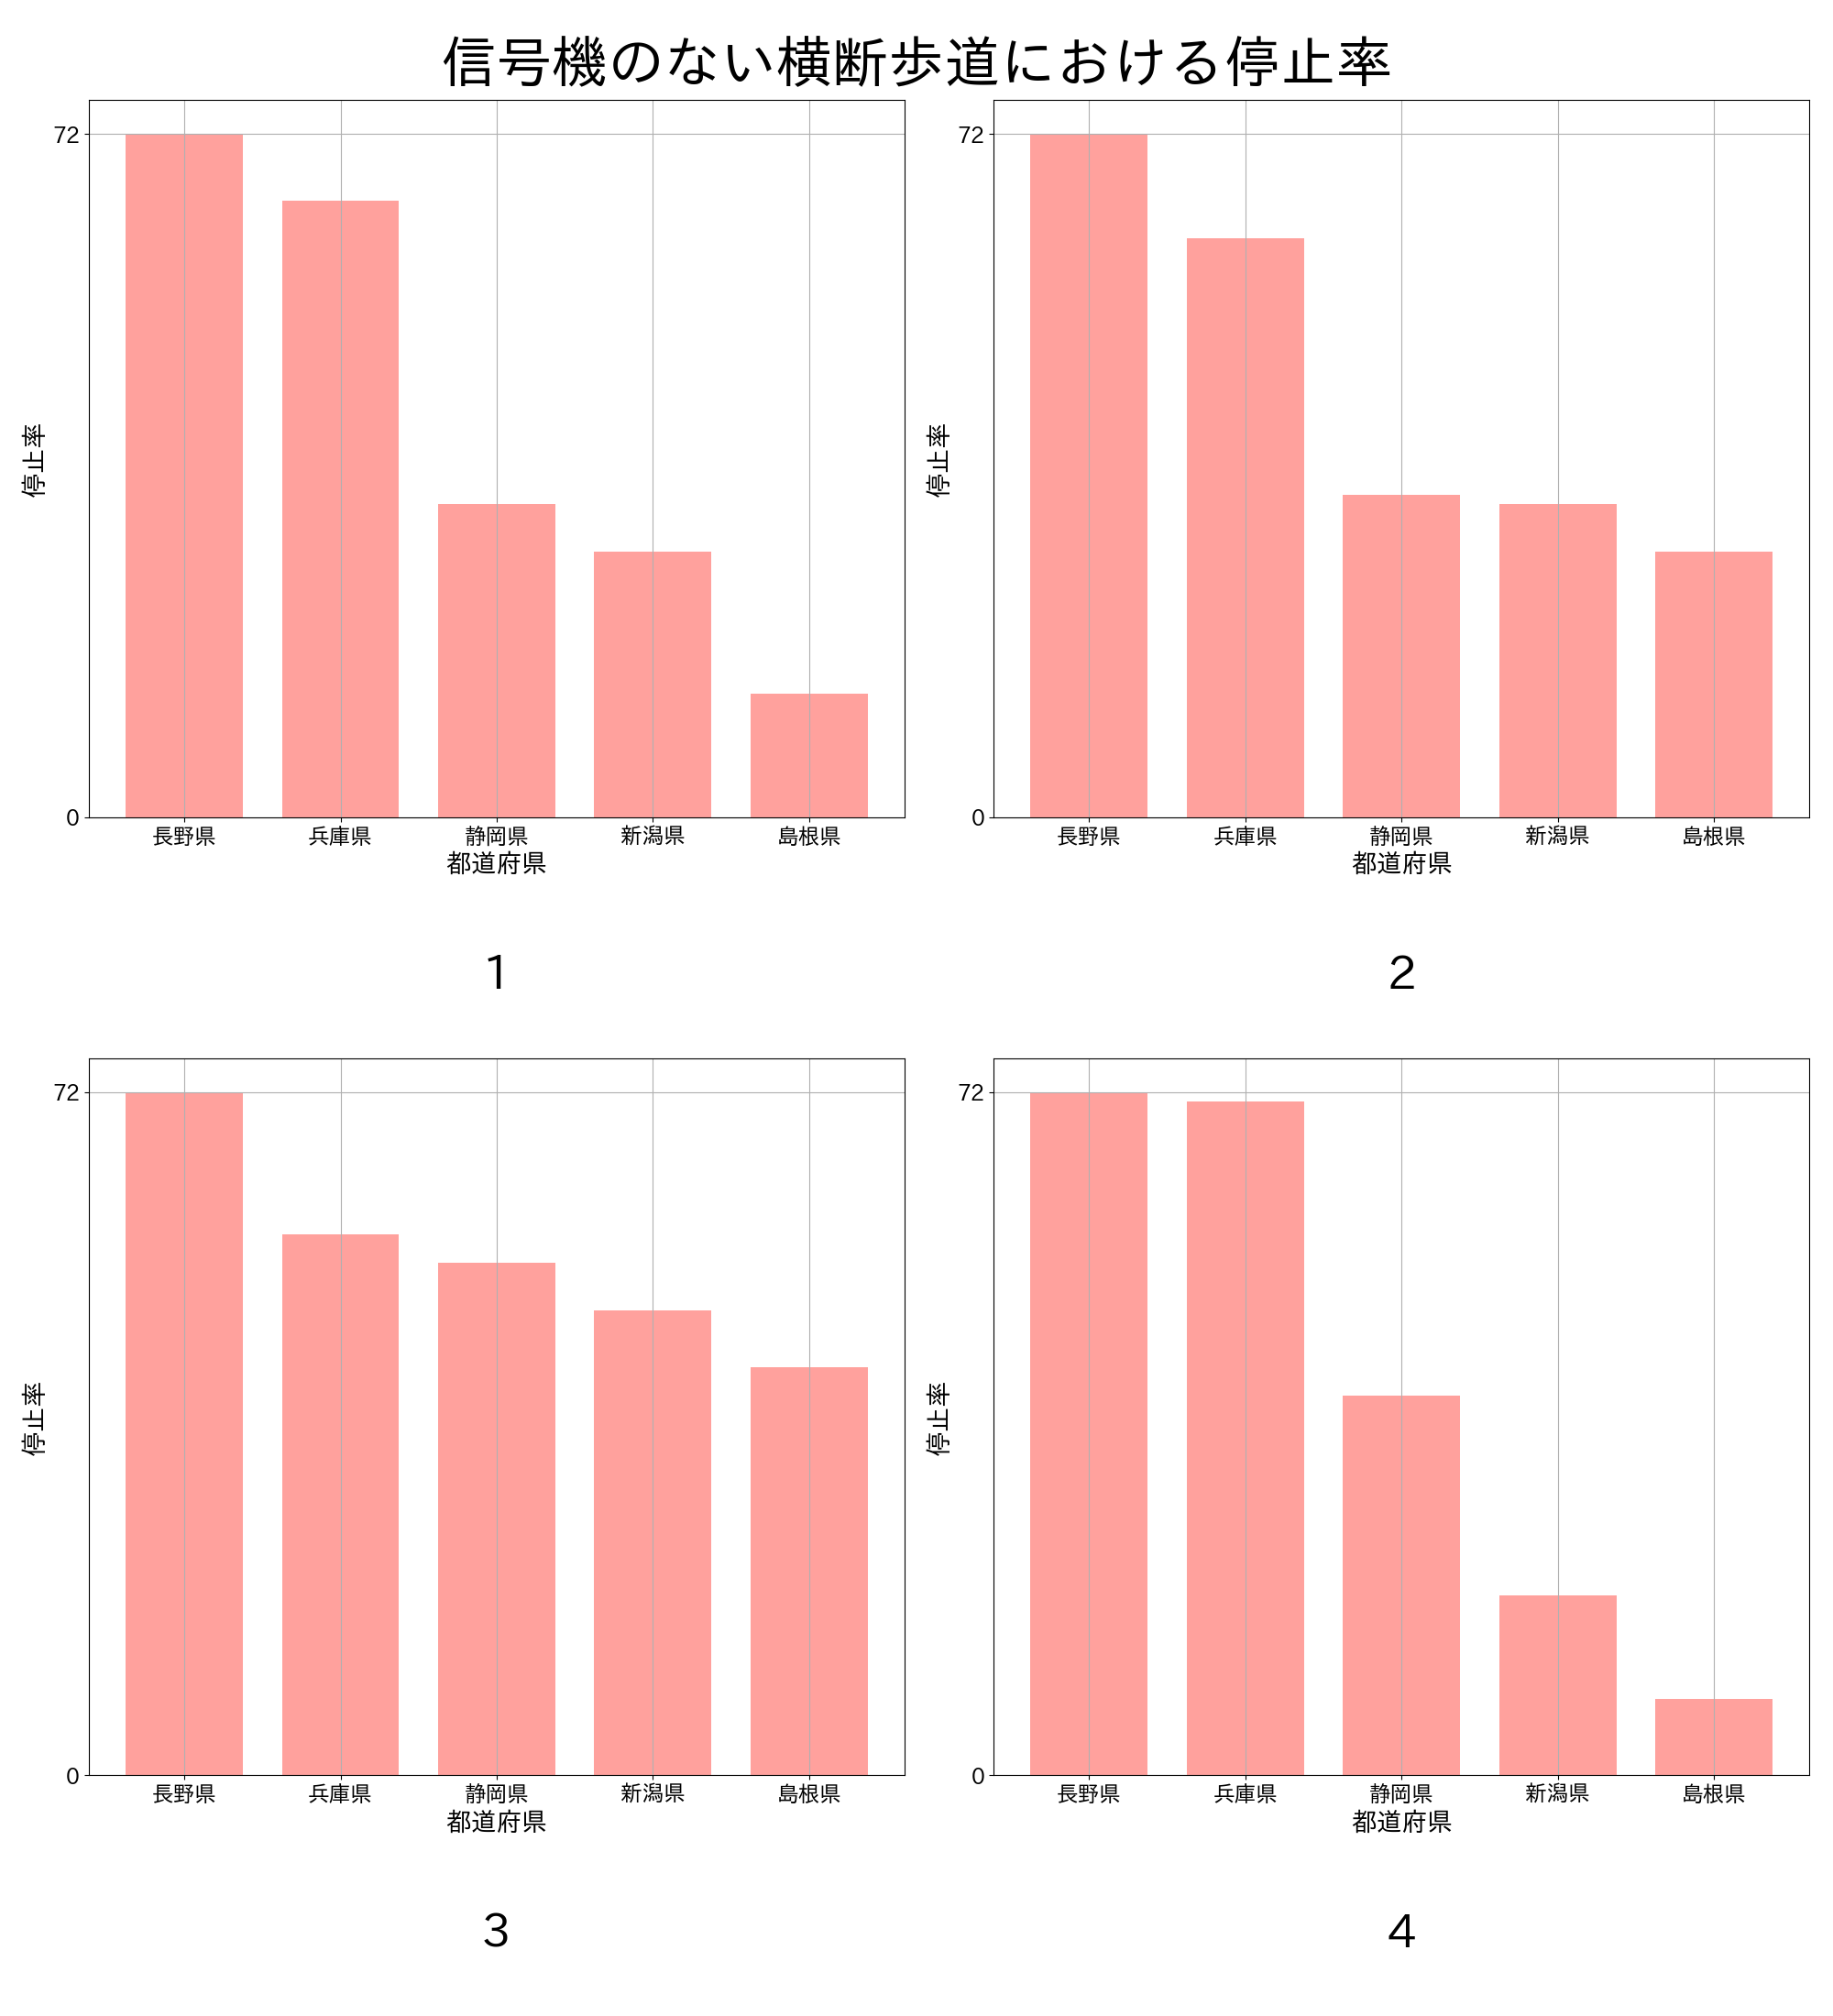 信号機のない横断歩道における停止率
72
停止率
0
長野県 兵庫県 静岡県 新潟県 島根県
都道府県
1
72
停止率
0
長野県 兵庫県 静岡県 新潟県 島根県
都道府県
2
72
停止率
0
長野県 兵庫県 静岡県 新潟県 島根県
都道府県
3
72
停止率
0
長野県 兵庫県 静岡県 新潟県 島根県
都道府県
4